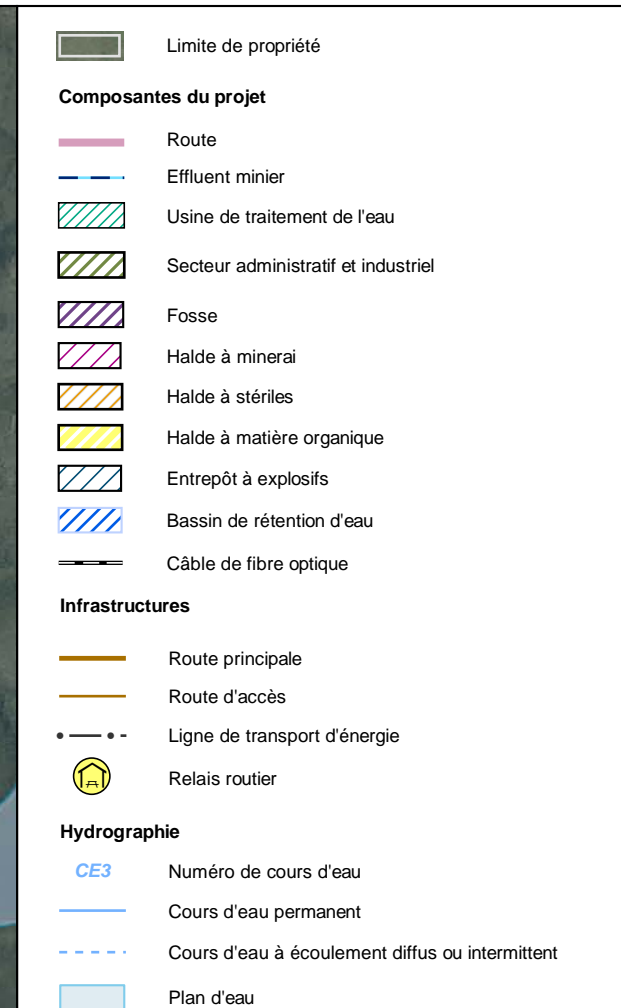 Limite de propriété
Composantes du projet
Route
Effluent minier
Usine de traitement de l'eau
Secteur administratif et industriel
Fosse
Halde à minerai
Halde à stériles
Halde à matière organique
Entrepôt à explosifs
Bassin de rétention d'eau
Câble de fibre optique
Infrastructures
Route principale
Route d'accès
Ligne de transport d'énergie
Relais routier
Hydrographie
CE3 Numéro de cours d'eau
Cours d'eau permanent
Cours d'eau à écoulement diffus ou intermittent
Plan d'eau